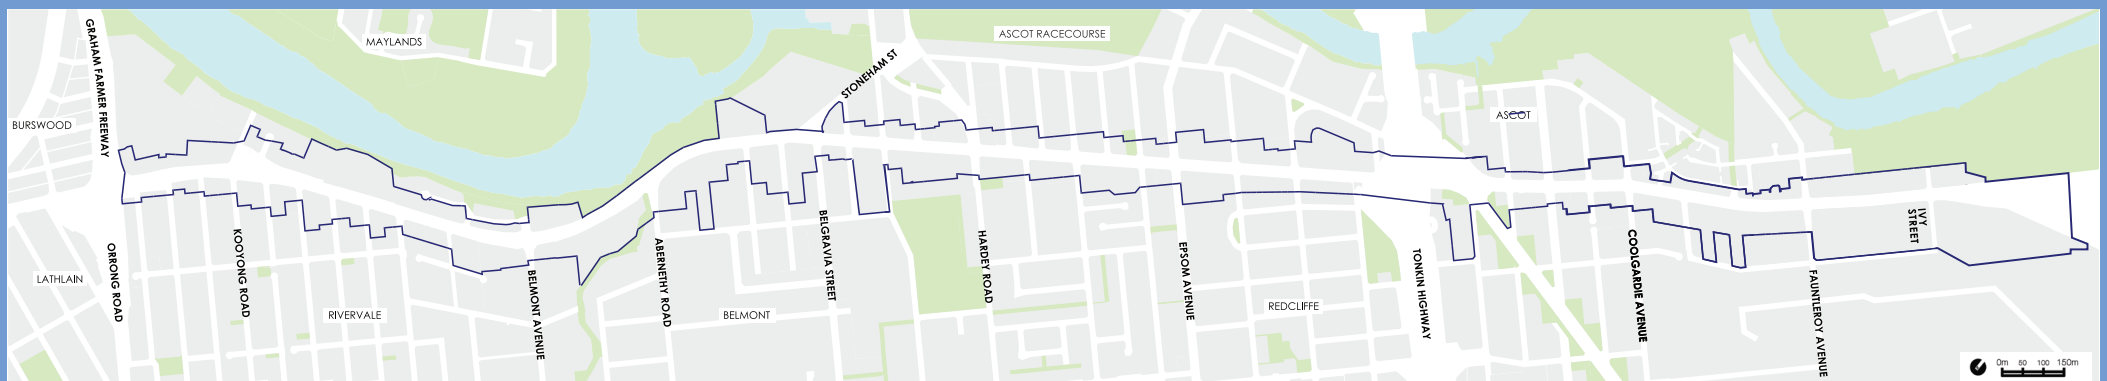 GRAHAM FARMER FREEWAY
MAYLANDS
STONEHAM ST
ASCOT RACECOURSE
BURSWOOD
ASCOT
LATHLAIN
ORRONG ROAD
KOOYONG ROAD
RIVERVALE
BELMONT AVENUE
ABERNETHY ROAD
BELMONT
BELGRAVIA STREET
HARDEY ROAD
EPSOM AVENUE
REDCLIFFE
TONKIN HIGHWAY
COOLGARDIE AVENUE
FAUNTLEROY AVENUE
IVY
STREET
0m 50 100 150m